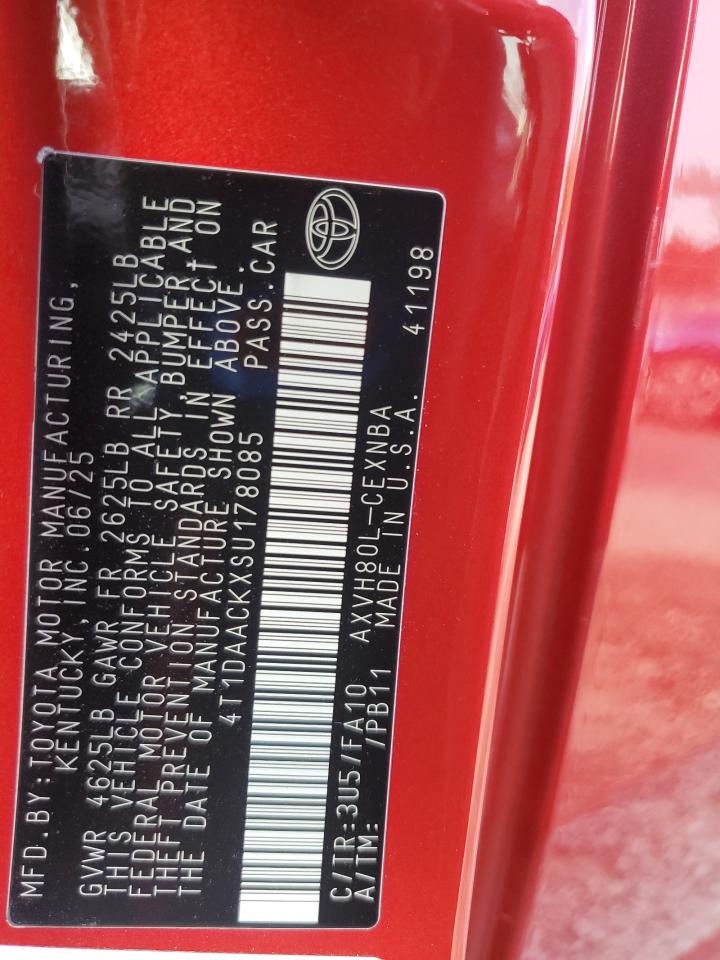 MFD.BY:TOYOTA MOTOR MANUFACTURING,
KENTUCKY, INC. 06/25
GVWR 4625LB GAWR FR 2625LB RR 2425LB
THIS VEHICLE CONFORMS TO ALL APPLICABLE
FEDERAL MOTOR VEHICLE SAFETY, BUMPER, AND
THEFT PREVENTION STANDARDS IN EFFECT ON
THE DATE OF MANUFACTURE SHOWN ABOVE.
4T1DAACKXSU178085 PASS.CAR
C/TR:3U5/FA10 AXVH80L-CEXNBA
A/TM: /PB11 MADE IN U.S.A. 41198